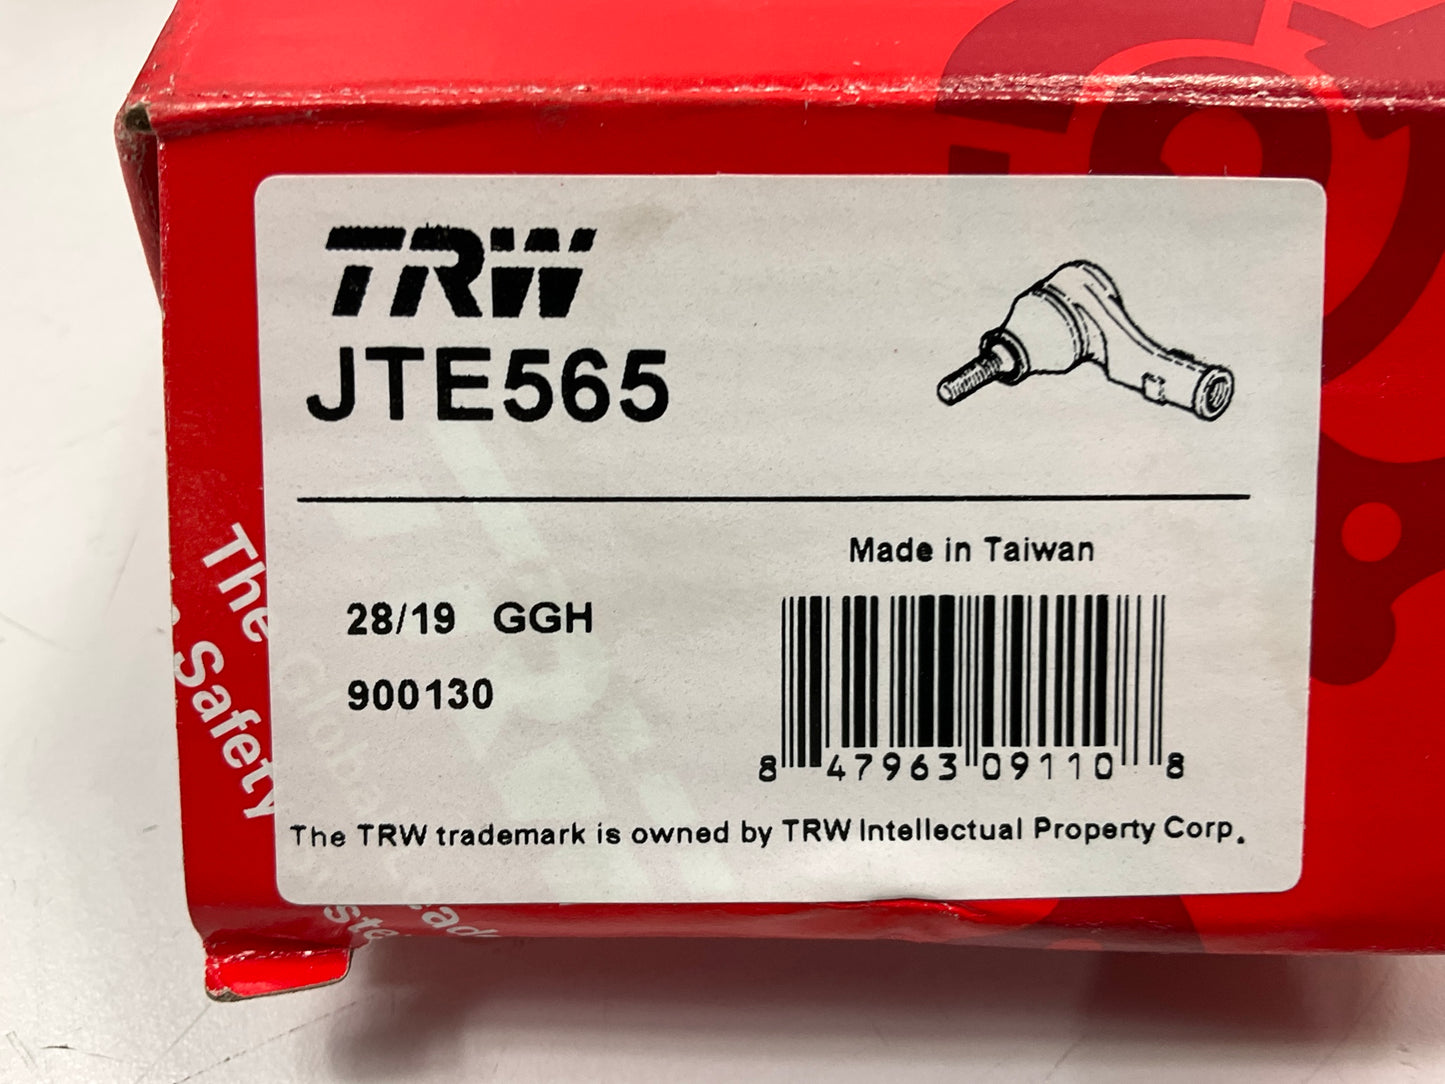 TRW
JTE565
Made in Taiwan
28/19 GGH
900130
8 47963 09110 8
The TRW trademark is owned by TRW Intellectual Property Corp.
The
Safety